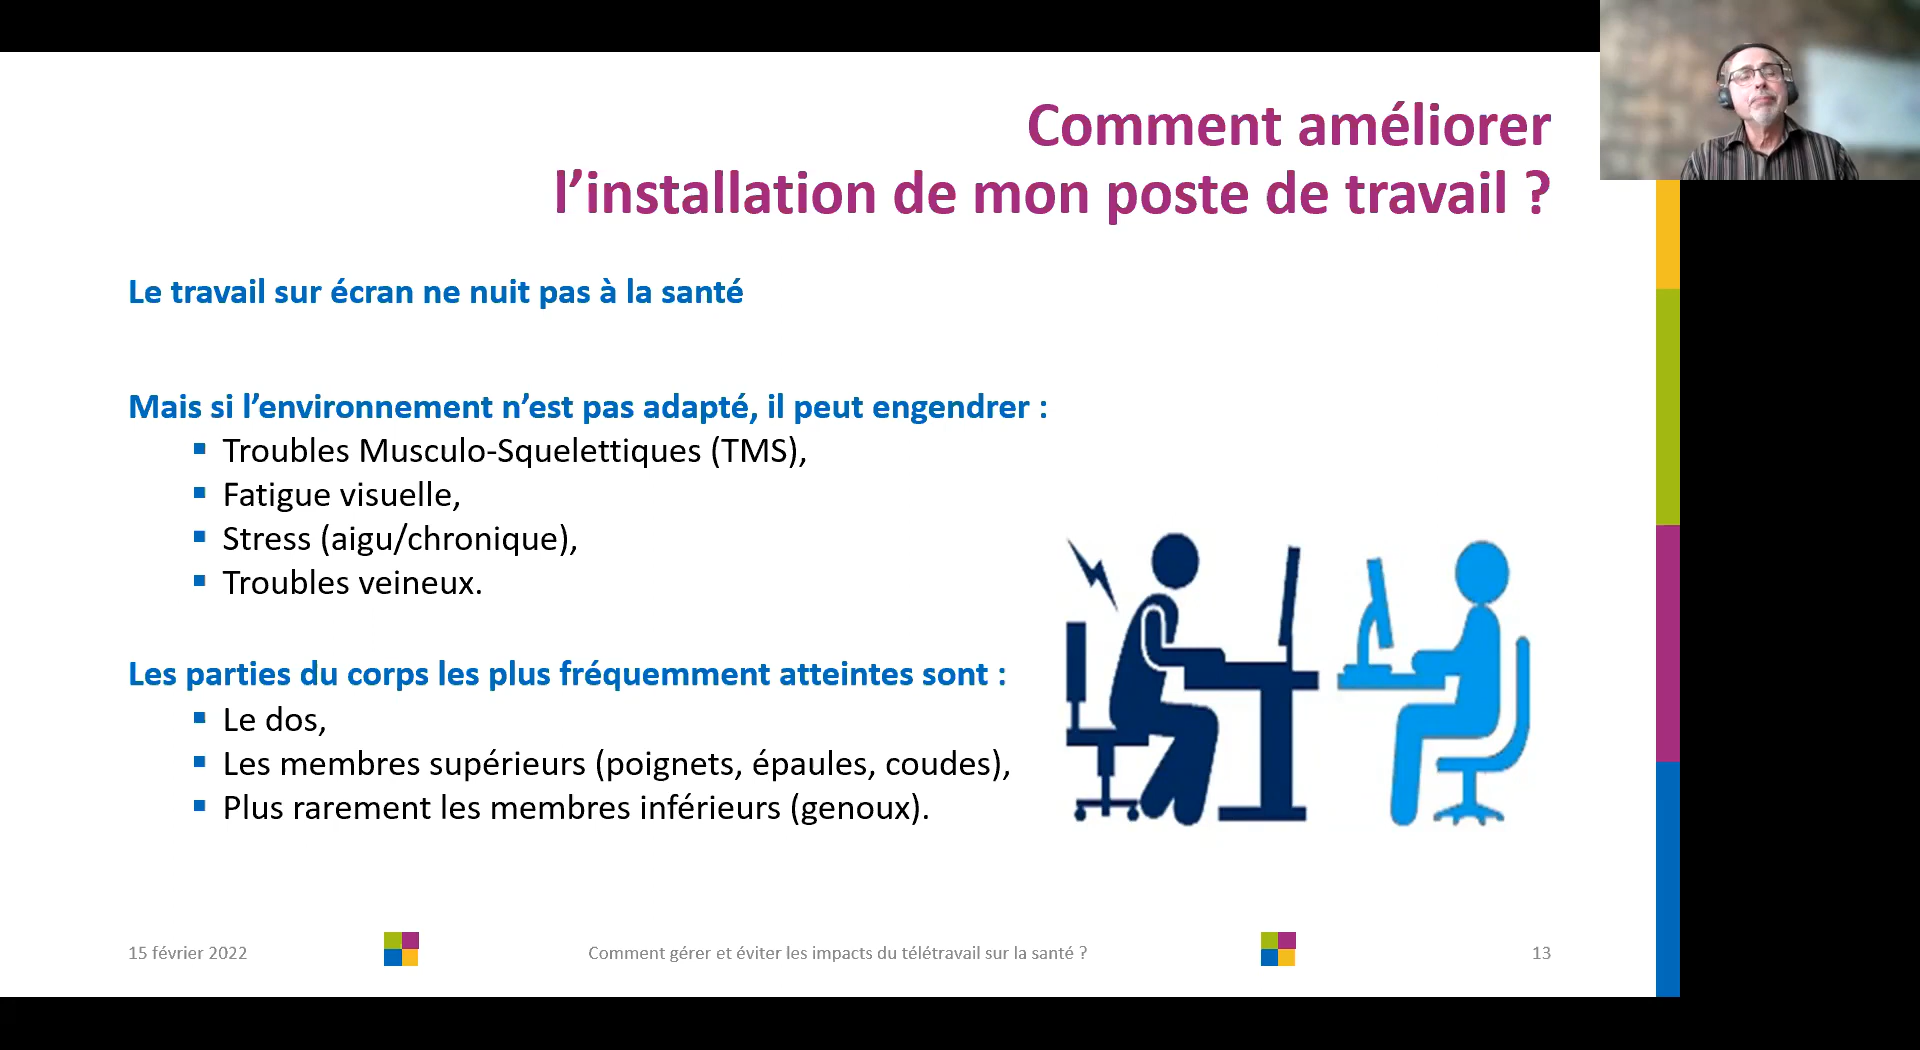 Comment améliorer
l’installation de mon poste de travail ?
Le travail sur écran ne nuit pas à la santé
Mais si l’environnement n’est pas adapté, il peut engendrer :
Troubles Musculo-Squelettiques (TMS),
Fatigue visuelle,
Stress (aigu/chronique),
Troubles veineux.
Les parties du corps les plus fréquemment atteintes sont :
Le dos,
Les membres supérieurs (poignets, épaules, coudes),
Plus rarement les membres inférieurs (genoux).
15 février 2022
Comment gérer et éviter les impacts du télétravail sur la santé ?
13